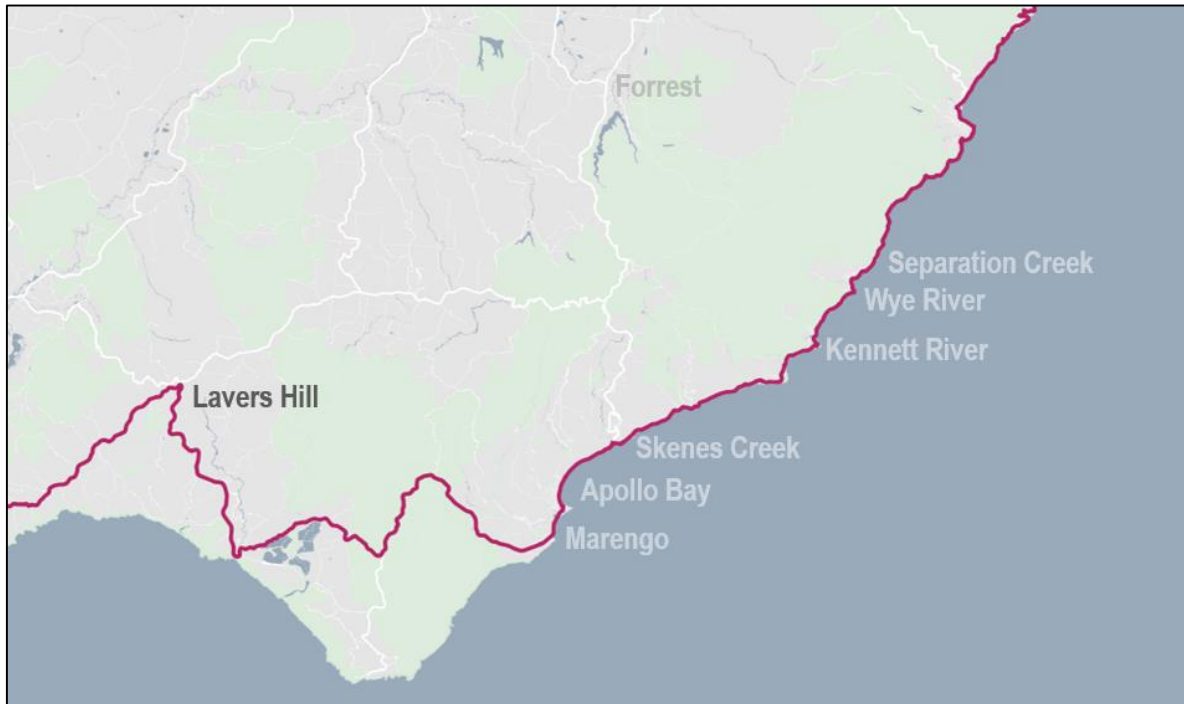 Forrest
Separation Creek
Wye River
Kennett River
Lavers Hill
Skenes Creek
Apollo Bay
Marengo